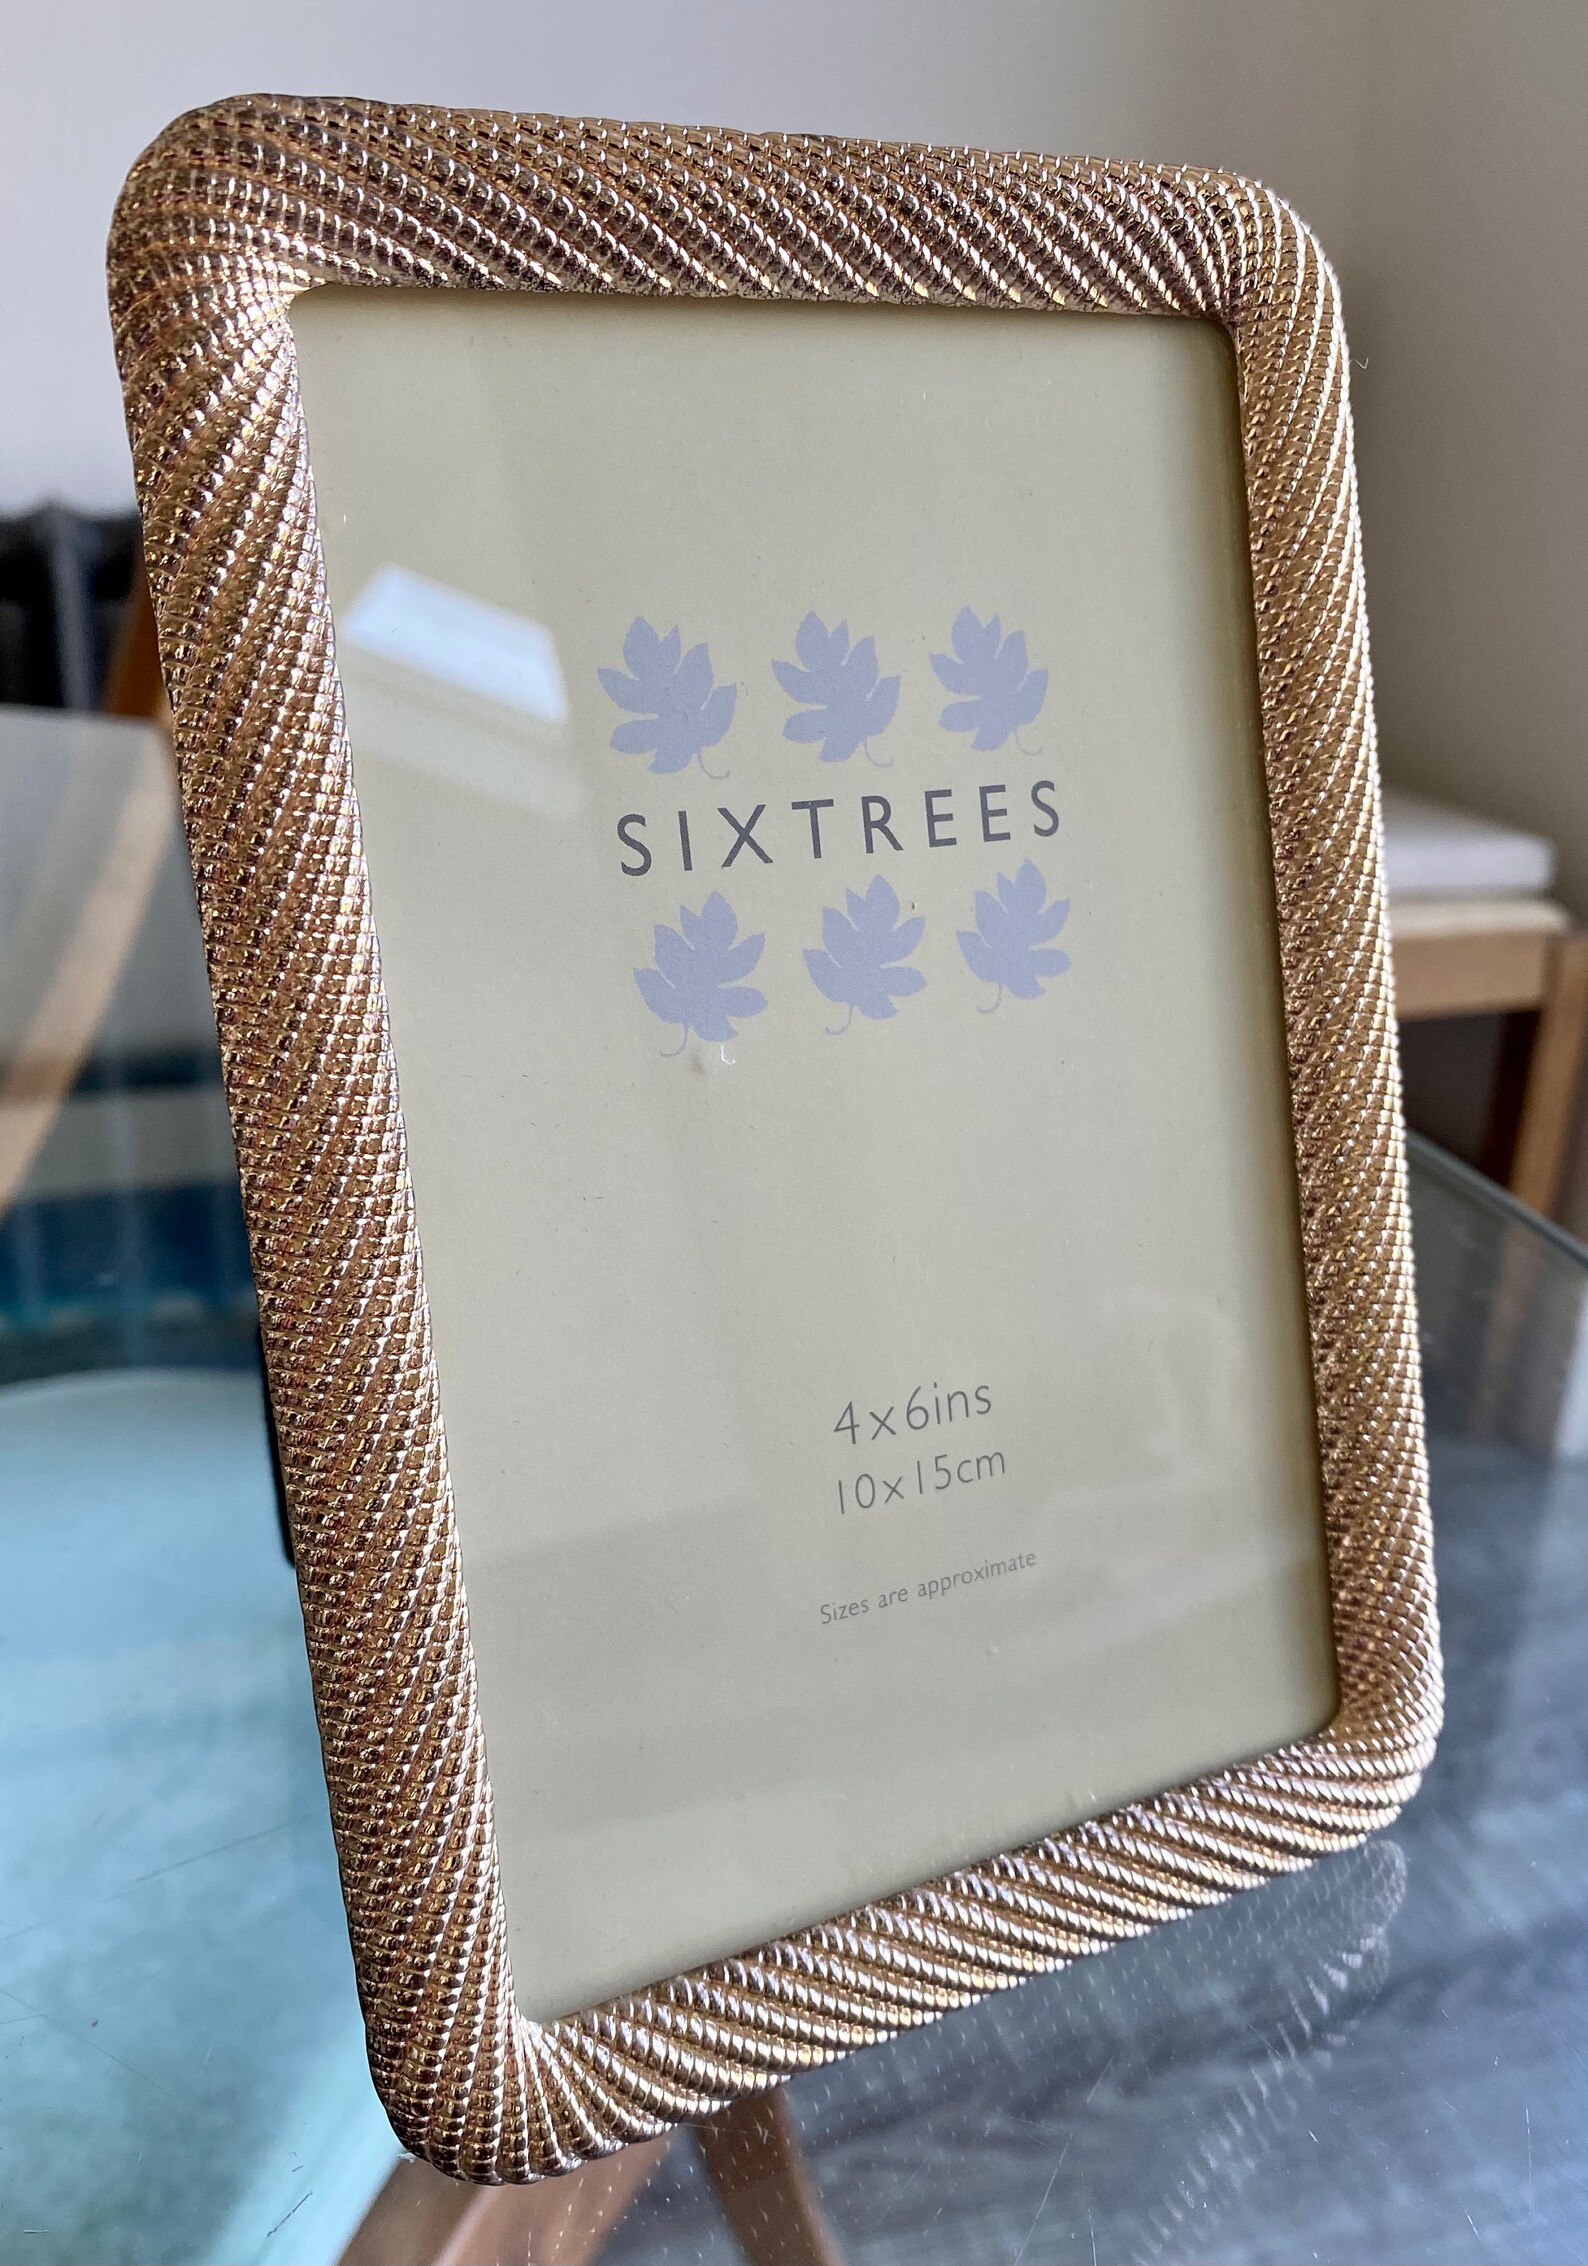 SIXTREES
4x6ins
10x15cm
Sizes are approximate